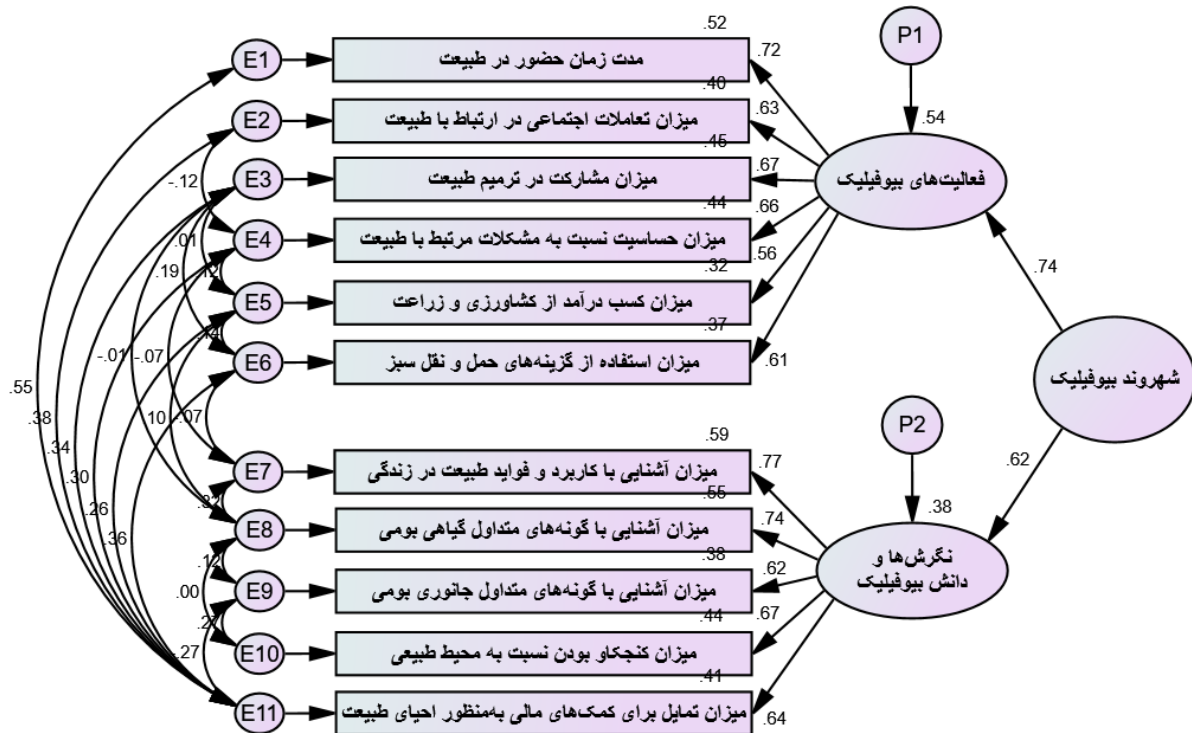 .52
E1
مدت زمان حضور در طبیعت
.72
P1
.40
E2
میزان تعاملات اجتماعی در ارتباط با طبیعت
.63
.54
.45
-.12
E3
میزان مشارکت در ترمیم طبیعت
.67
فعالیت‌های بیوفیلیک
.44
.66
.01
E4
میزان حساسیت نسبت به مشکلات مرتبط با طبیعت
.56
.74
.19
.12
.32
E5
میزان کسب درآمد از کشاورزی و زراعت
.37
E6
میزان استفاده از گزینه‌های حمل و نقل سبز
.61
-.01
-.07
شهروند بیوفیلیک
.55
.38
.10
-.07
.34
.59
P2
.62
.30
E7
میزان آشنایی با کاربرد و فواید طبیعت در زندگی
.77
.26
.32
.55
.36
E8
میزان آشنایی با گونه‌های متداول گیاهی بومی
.74
.38
.12
.38
نگرش‌ها و
دانش بیوفیلیک
.00
E9
میزان آشنایی با گونه‌های متداول جانوری بومی
.62
.44
.67
.27
-.27
E10
میزان کنجکاو بودن نسبت به محیط طبیعی
.41
E11
میزان تمایل برای کمک‌های مالی به‌منظور احیای طبیعت
.64